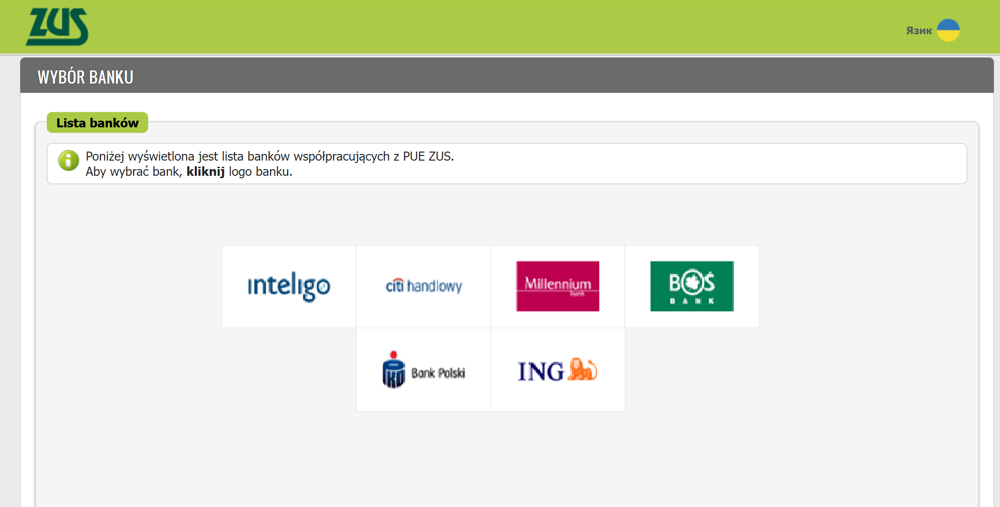 ZUS
Язик
WYBÓR BANKU
Lista banków
Poniżej wyświetlona jest lista banków współpracujących z PUE ZUS.
Aby wybrać bank, kliknij logo banku.
inteligo
citi handlowy
Millennium
bank
BOŚ
BANK
PKO Bank Polski
ING